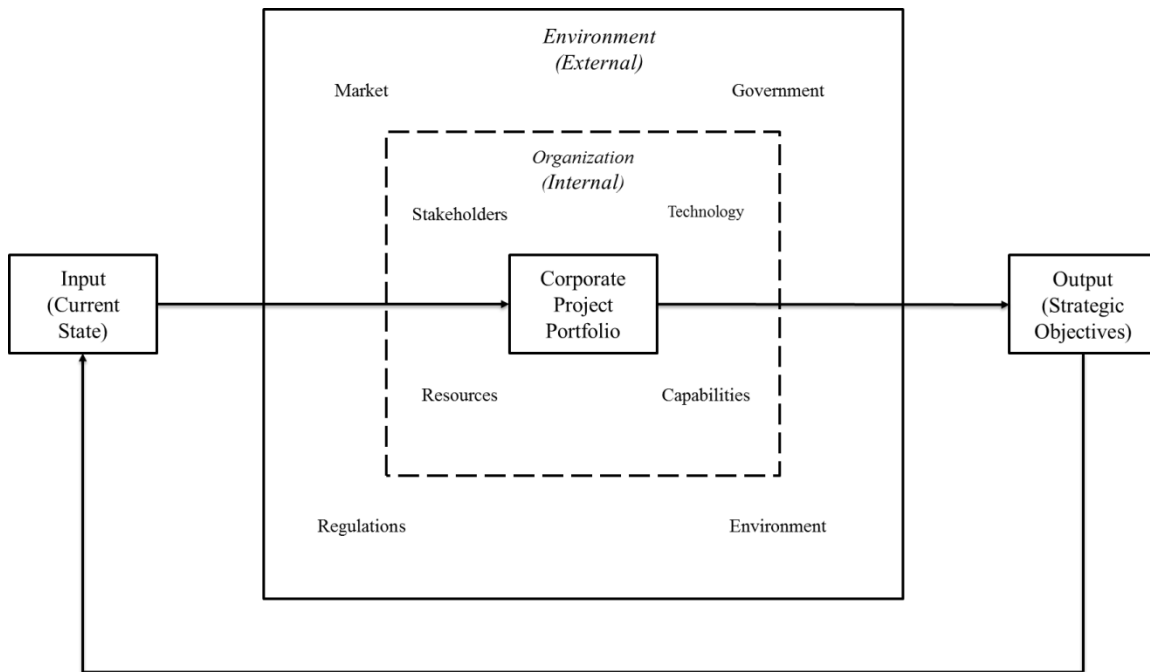 Environment
(External)
Market
Government
Organization
(Internal)
Stakeholders
Technology
Input
(Current
State)
Corporate
Project
Portfolio
Output
(Strategic
Objectives)
Resources
Capabilities
Regulations
Environment